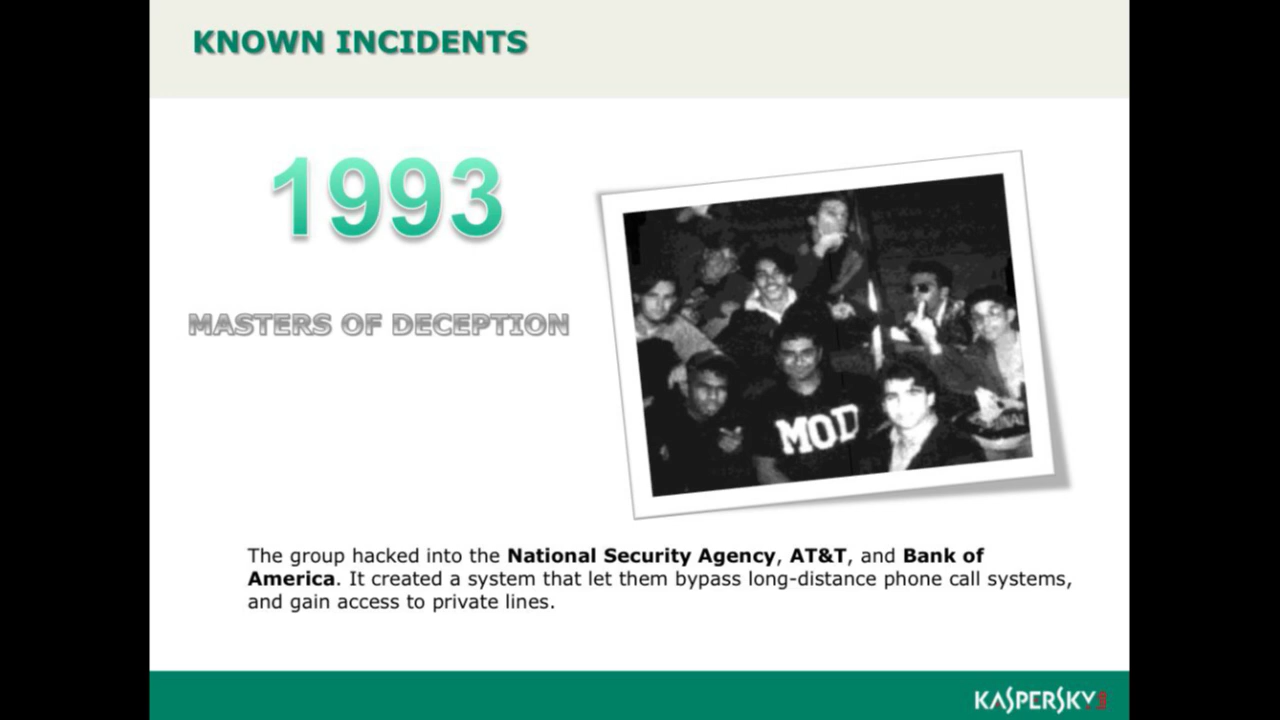 KNOWN INCIDENTS
1993
MASTERS OF DECEPTION
MOD
The group hacked into the National Security Agency, AT&T, and Bank of
America. It created a system that let them bypass long-distance phone call systems,
and gain access to private lines.
KASPERSKY